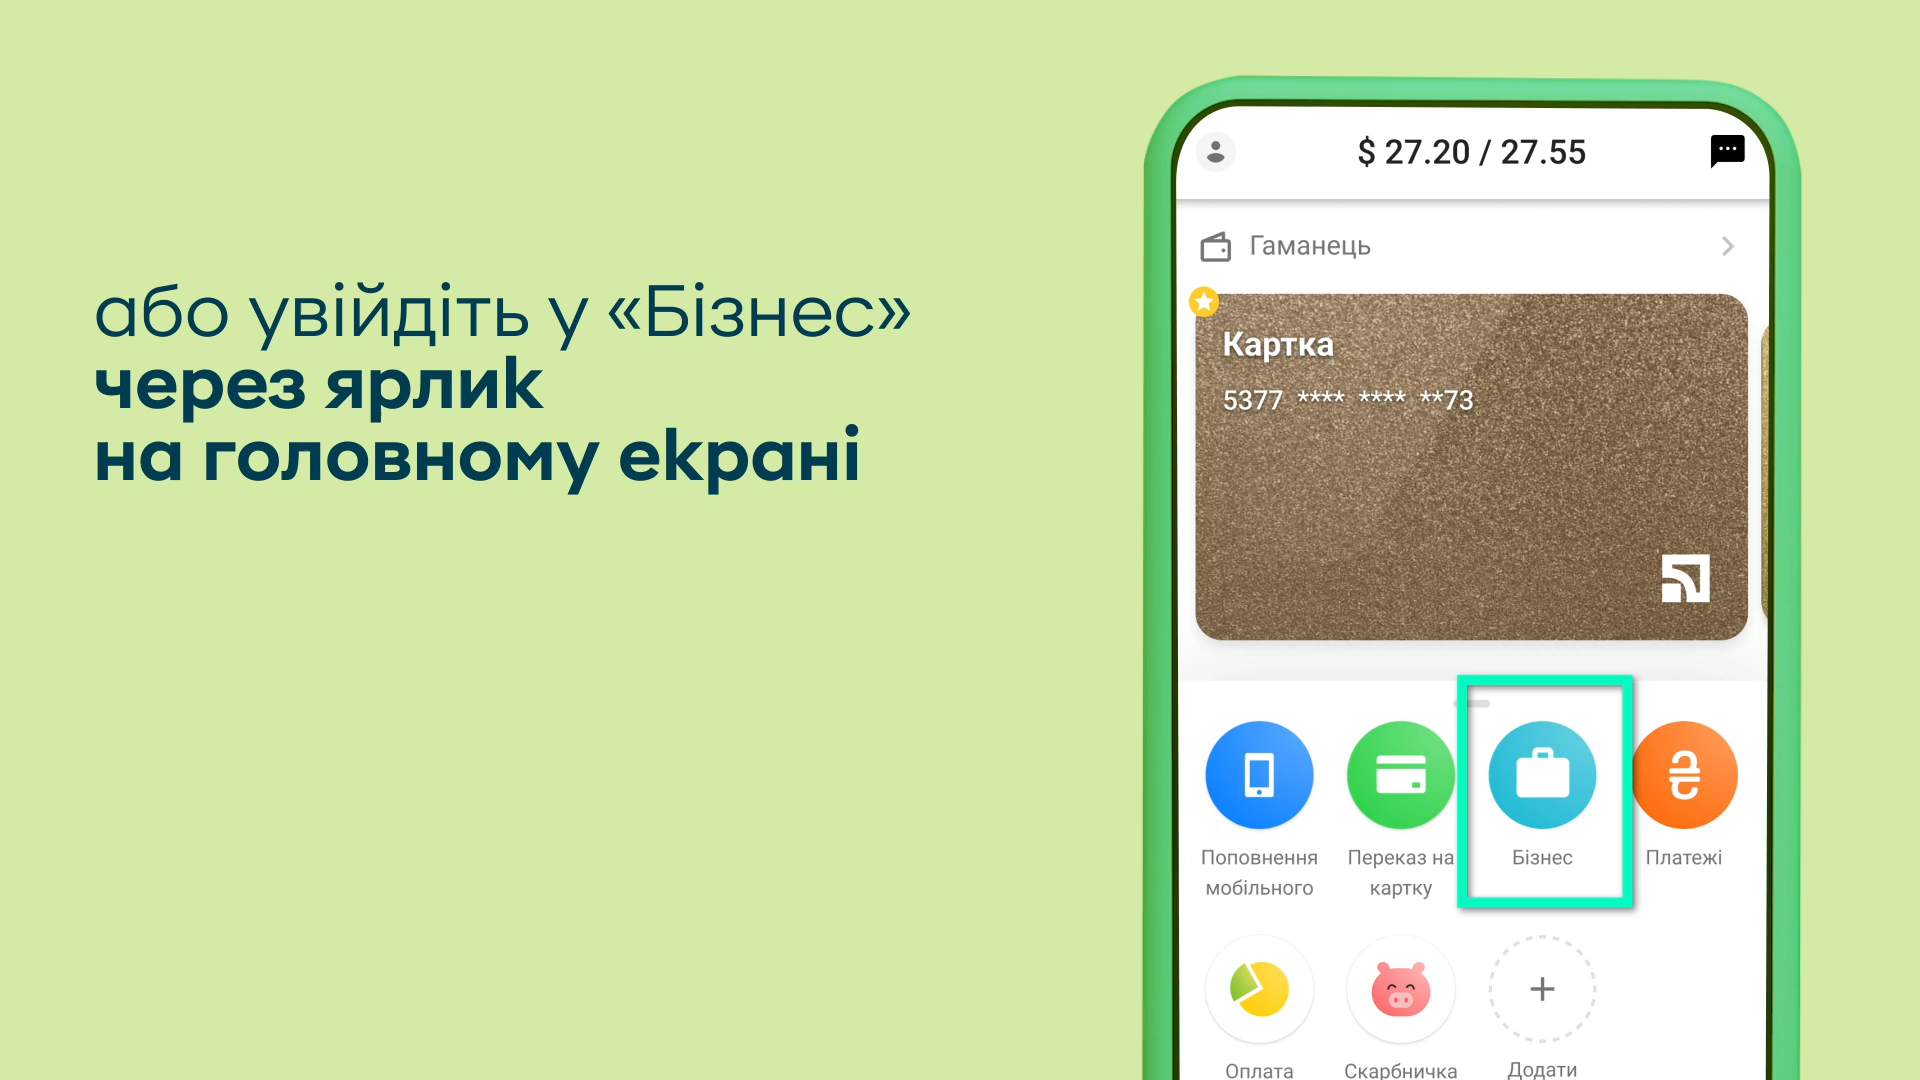 або увійдіть у «Бізнес»
через ярлик
на головному екрані
$ 27.20 / 27.55
Гаманець
Картка
5377 **** **** **73
Поповнення
мобільного
Переказ на
картку
Бізнес
Платежі
Оплата
Скарбничка
Додати